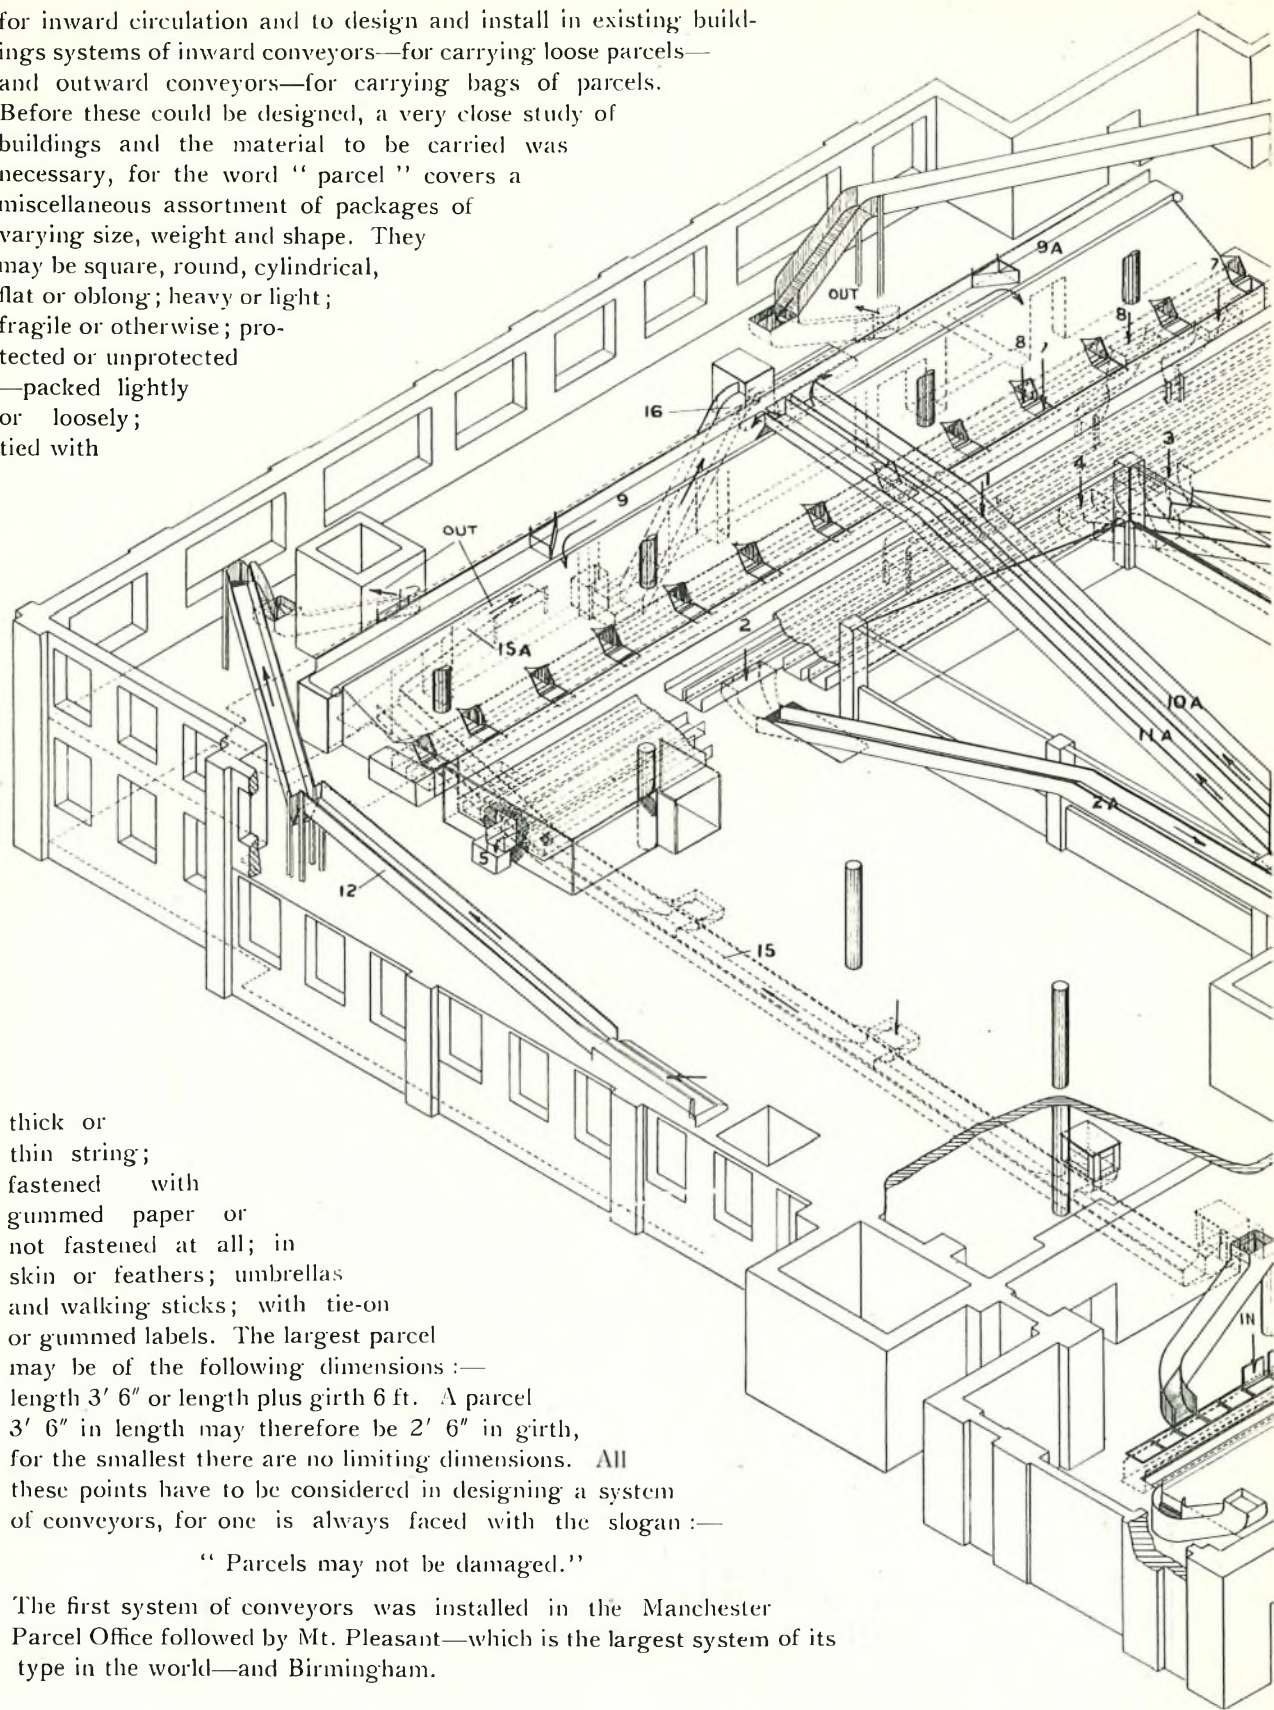 for inward circulation and to design and install in existing build-
ings systems of inward conveyors—for carrying loose parcels—
and outward conveyors—for carrying bags of parcels.
Before these could be designed, a very close study of
buildings and the material to be carried was
necessary, for the word “ parcel ” covers a
miscellaneous assortment of packages of
varying size, weight and shape. They
may be square, round, cylindrical,
flat or oblong; heavy or light;
fragile or otherwise; pro-
tected or unprotected
—packed lightly
or loosely;
tied with
thick or
thin string;
fastened with
gummed paper or
not fastened at all; in
skin or feathers; umbrellas
and walking sticks; with tie-on
or gummed labels. The largest parcel
may be of the following dimensions :—
length 3′ 6″ or length plus girth 6 ft. A parcel
3′ 6″ in length may therefore be 2′ 6″ in girth,
for the smallest there are no limiting dimensions. All
these points have to be considered in designing a system
of conveyors, for one is always faced with the slogan :—
“ Parcels may not be damaged.”
The first system of conveyors was installed in the Manchester
Parcel Office followed by Mt. Pleasant—which is the largest system of its
type in the world—and Birmingham.
9A
7
OUT
8
8
16
3
4
1
9
OUT
2
15A
10A
11A
2A
5
12
15
IN